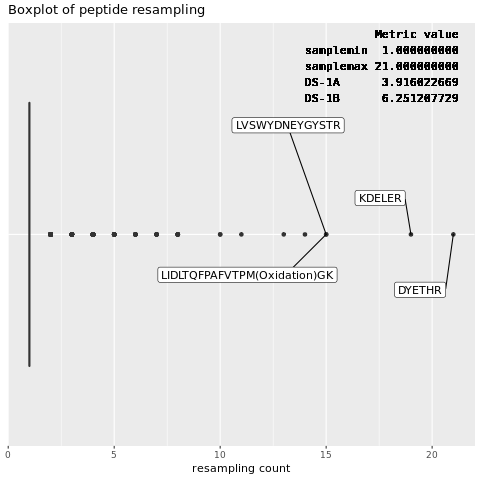 Boxplot of peptide resampling
Metric value
samplemin 1.000000000
samplemax 21.000000000
DS-1A 3.916022669
DS-1B 6.251207729
LVSWYDNEYGYSTR
KDELER
LIDLTQFPAFVTPM(Oxidation)GK
DYETHR
0 5 10 15 20
resampling count